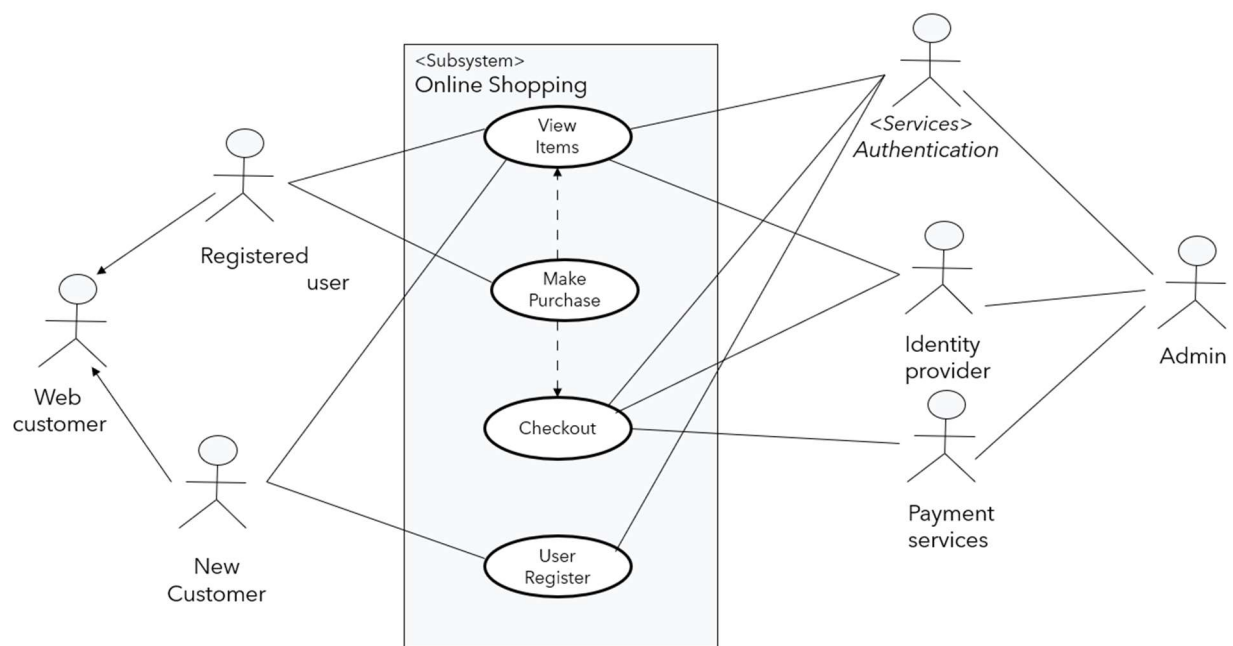 <Subsystem>
Online Shopping
View
Items
<Services>
Authentication
Registered
user
Make
Purchase
Identity
provider
Admin
Web
customer
Checkout
Payment
services
New
Customer
User
Register